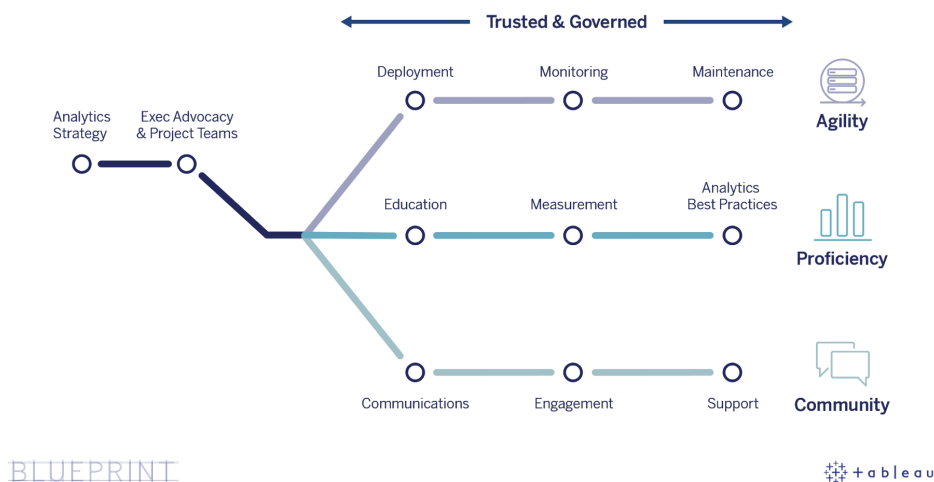 Trusted & Governed
Deployment
Monitoring
Maintenance
Agility
Analytics
Strategy
Exec Advocacy
& Project Teams
Education
Measurement
Analytics
Best Practices
Proficiency
Communications
Engagement
Support
Community
BLUEPRINT
+ableau